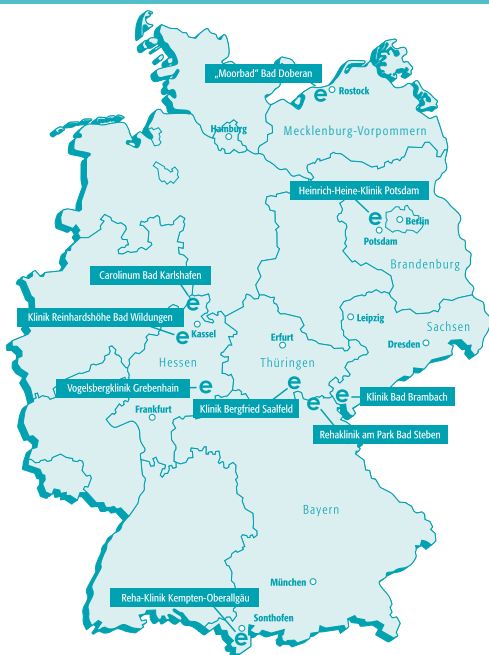 „Moorbad“ Bad Doberan
e
Rostock
Hamburg
Mecklenburg-Vorpommern
Heinrich-Heine-Klinik Potsdam
e
Berlin
Potsdam
Brandenburg
Carolinum Bad Karlshafen
e
Klinik Reinhardshöhe Bad Wildungen
e
Kassel
Leipzig
Sachsen
Erfurt
Dresden
Hessen
Thüringen
Vogelsbergklinik Grebenhain
e
e
e
Klinik Bad Brambach
Klinik Bergfried Saalfeld
e
Frankfurt
Rehaklinik am Park Bad Steben
Bayern
München
Reha-Klinik Kempten-Oberallgäu
Sonthofen
e